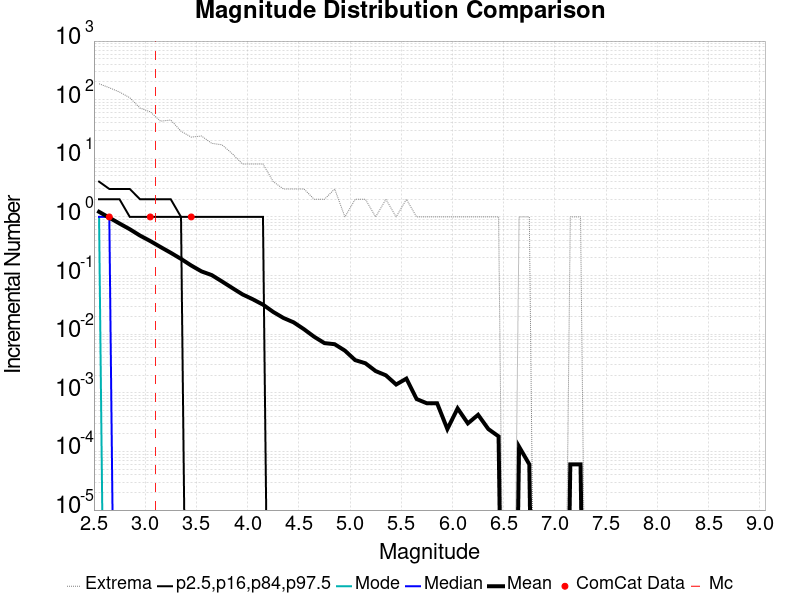 Magnitude Distribution Comparison
10^3
10^2
10^1
10^0
10^-1
10^-2
10^-3
10^-4
10^-5
Incremental Number
2.5 3.0 3.5 4.0 4.5 5.0 5.5 6.0 6.5 7.0 7.5 8.0 8.5 9.0
Magnitude
Extrema p2.5,p16,p84,p97.5 Mode Median Mean ComCat Data Mc